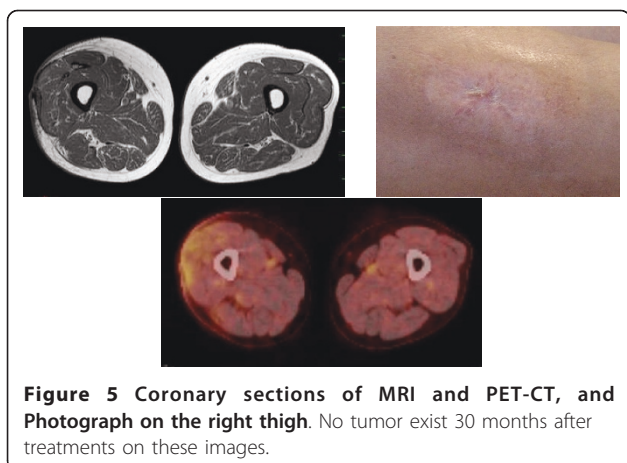 Figure 5 Coronary sections of MRI and PET-CT, and
Photograph on the right thigh. No tumor exist 30 months after
treatments on these images.